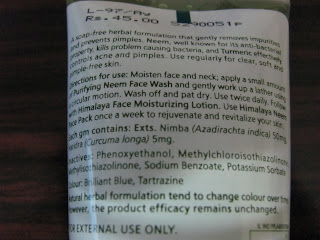 L-97/AY
Rs.45.00 5290051F
A soap-free herbal formulation that gently removes impurities
and prevents pimples. Neem, well known for its anti-bacterial
property, kills problem causing bacteria, and Turmeric effectively
controls acne and pimples. Use regularly for clear, soft and
pimple-free skin.
Directions for use: Moisten face and neck; apply a small amount
of Purifying Neem Face Wash and gently work up a lather using
circular motion. Wash off and pat dry. Use twice daily. Follow
with Himalaya Face Moisturizing Lotion. Use Himalaya Neem
Face Pack once a week to rejuvenate and revitalize your skin.
Each gm contains: Exts. Nimba (Azadirachta indica) 50mg,
(Curcuma longa) 5mg.
Phenoxyethanol, Methylchloroisothiazolinone,
Methylisothiazolinone, Sodium Benzoate, Potassium Sorbate
Colour: Brilliant Blue, Tartrazine
Natural herbal formulation tend to change colour over time
However, the product efficacy remains unchanged.
FOR EXTERNAL USE ONLY.